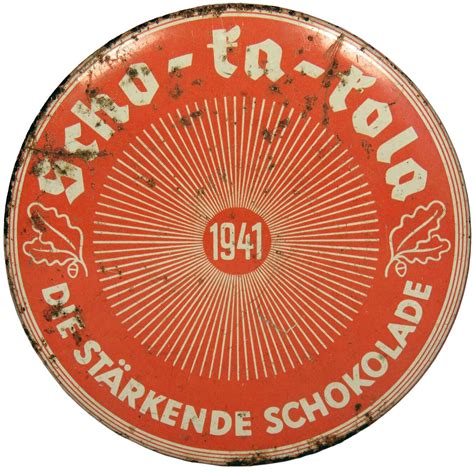 Scho-ka-kola
1941
DIE STÄRKENDE SCHOKOLADE